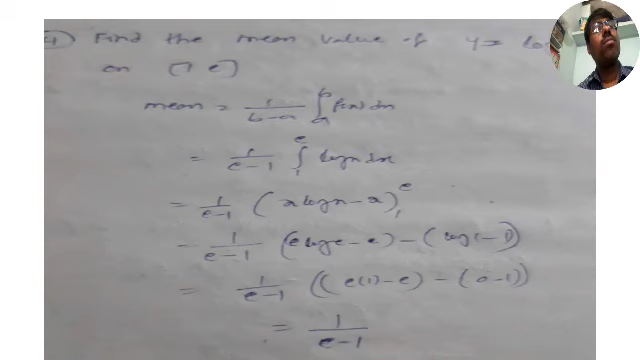 4) Find the mean value of y = lo
on [1 e]
mean = 1/(b-a) ∫_a^b f(x) dx
= 1/(e-1) ∫_1^e log x dx
= 1/(e-1) (x log x - x)_1^e
= 1/(e-1) (e log e - e) - (log 1 - 1))
= 1/(e-1) ((e(1) - e) - (0-1))
= 1/(e-1)